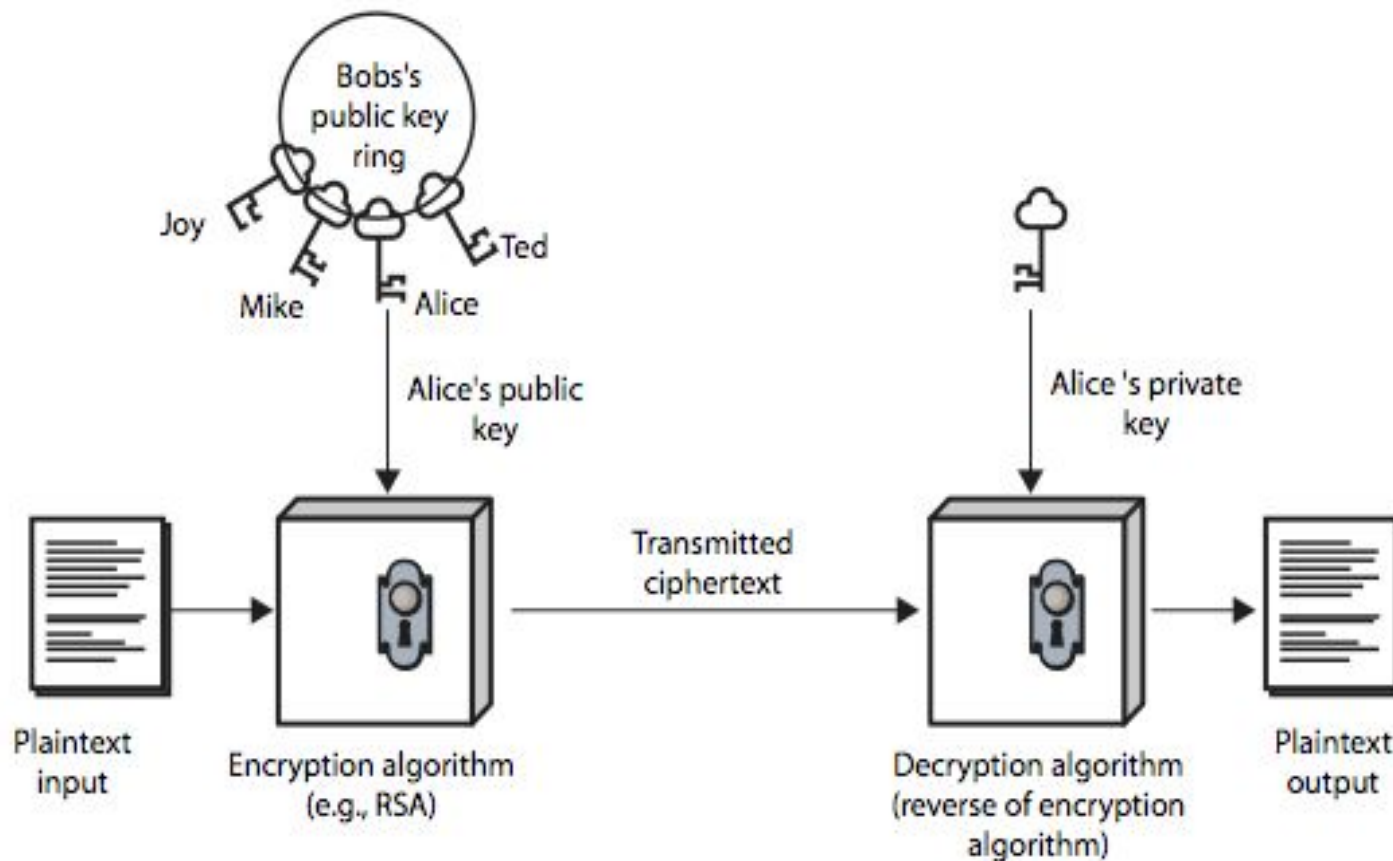 Bobs's
public key
ring
Joy
Mike
Alice
Ted
Alice's public
key
Alice 's private
key
Transmitted
ciphertext
Plaintext
input
Encryption algorithm
(e.g., RSA)
Decryption algorithm
(reverse of encryption
algorithm)
Plaintext
output